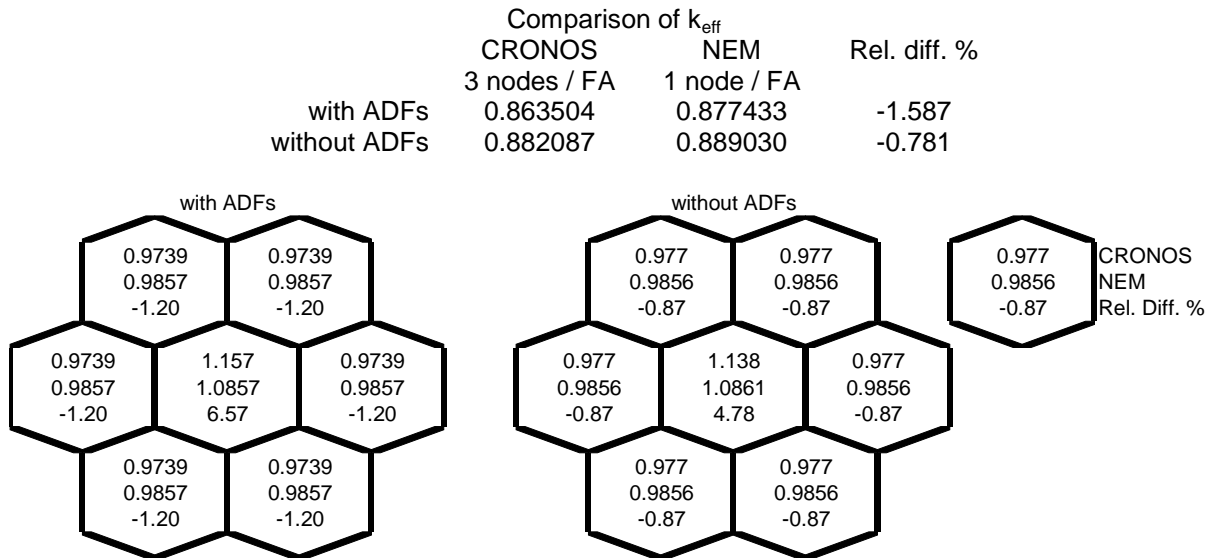 Comparison of keff
CRONOS NEM Rel. diff. %
3 nodes / FA 1 node / FA
with ADFs 0.863504 0.877433 -1.587
without ADFs 0.882087 0.889030 -0.781
with ADFs without ADFs
0.9739 0.9739 0.977 0.977 0.977 CRONOS
0.9857 0.9857 0.9856 0.9856 0.9856 NEM
-1.20 -1.20 -0.87 -0.87 -0.87 Rel. Diff. %
0.9739 1.157 0.9739 0.977 1.138 0.977
0.9857 1.0857 0.9857 0.9856 1.0861 0.9856
-1.20 6.57 -1.20 -0.87 4.78 -0.87
0.9739 0.9739 0.977 0.977
0.9857 0.9857 0.9856 0.9856
-1.20 -1.20 -0.87 -0.87